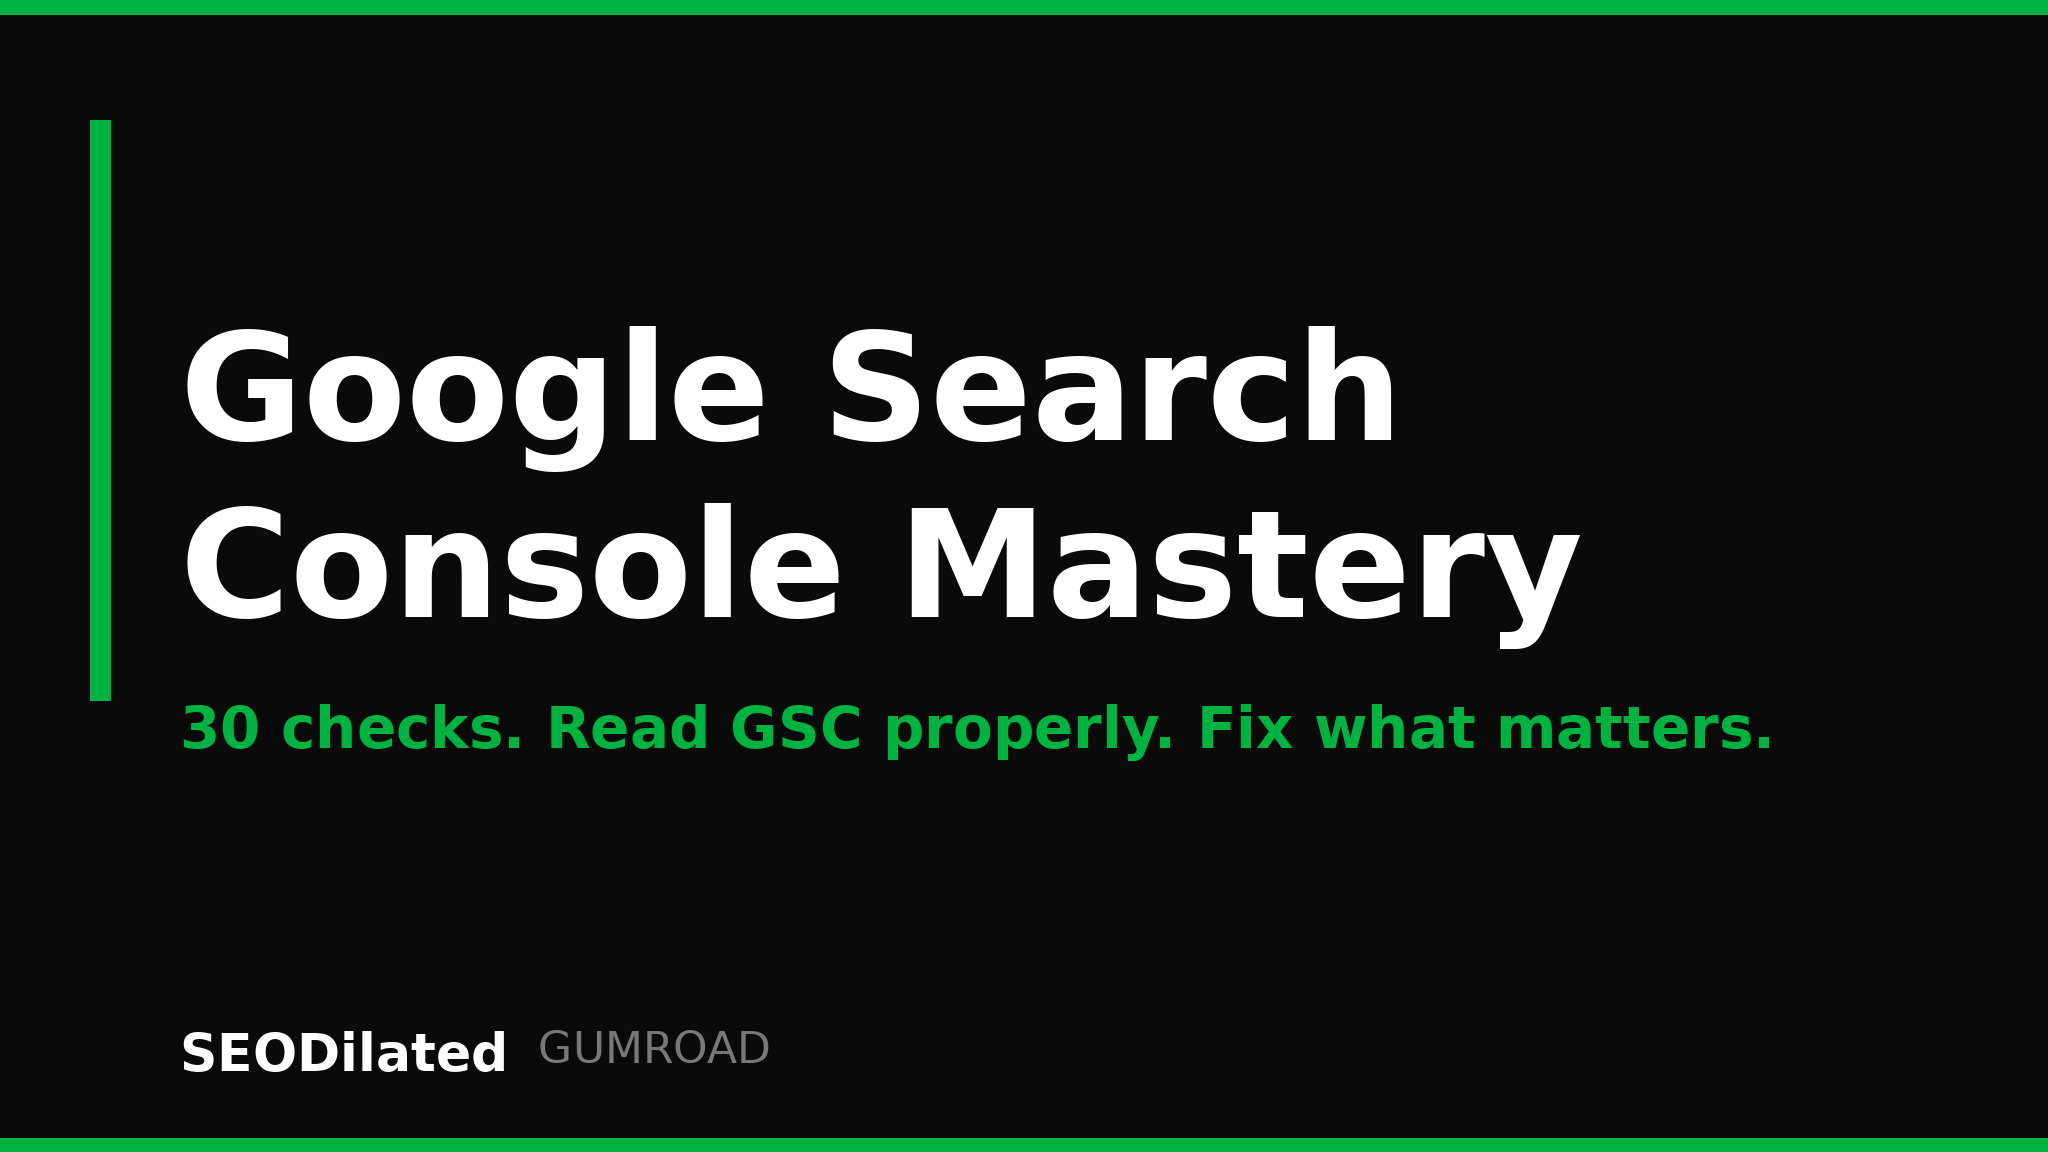 Google Search
Console Mastery
30 checks. Read GSC properly. Fix what matters.
SEODilated GUMROAD